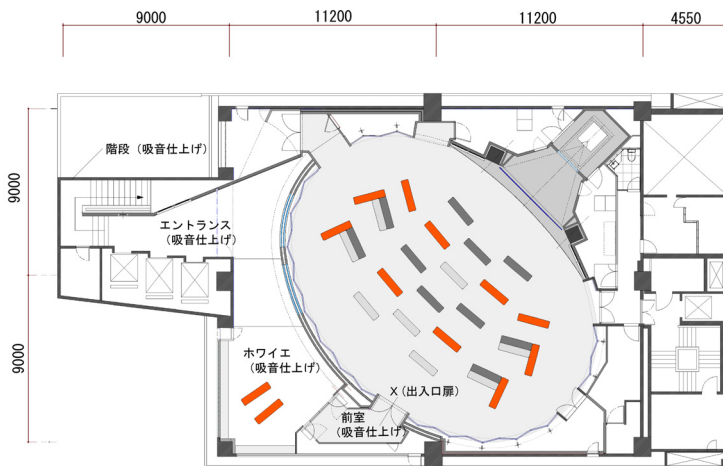 9000 11200 11200 4550
階段（吸音仕上げ）
9000
エントランス
（吸音仕上げ）
9000
ホワイエ
（吸音仕上げ）
X（出入口扉）
前室
（吸音仕上げ）